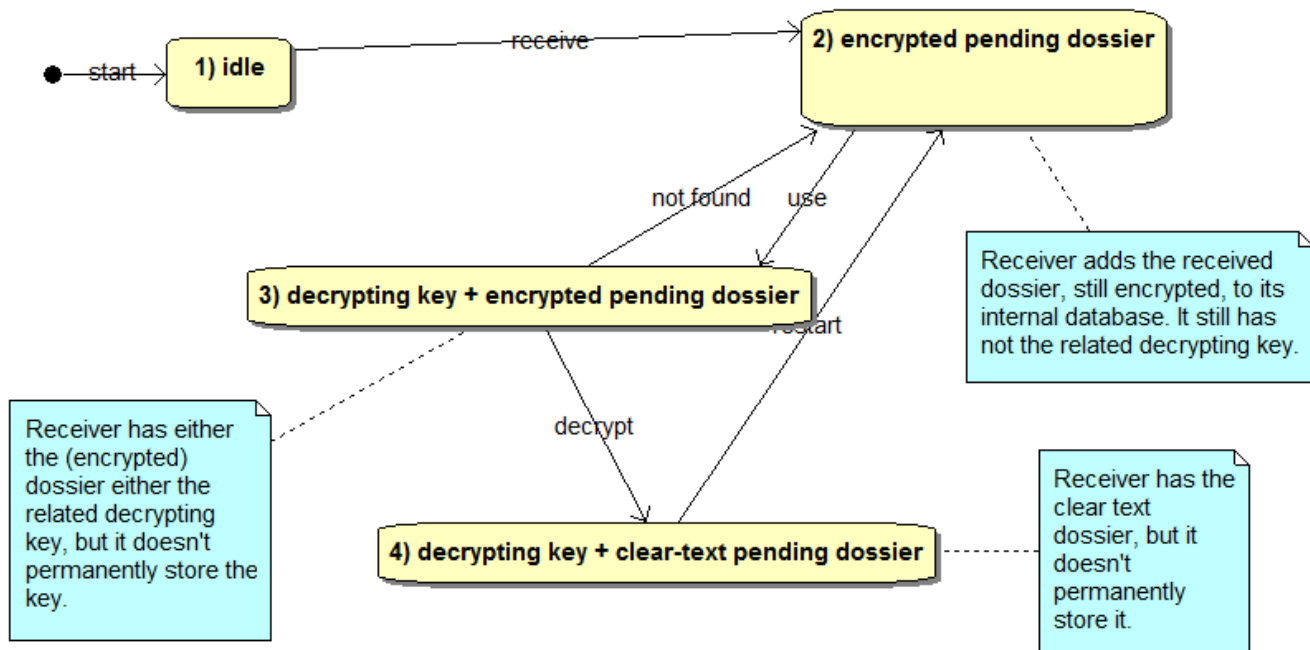 2) encrypted pending dossier
receive
1) idle
start
not found
use
Receiver adds the received
dossier, still encrypted, to its
internal database. It still has
not the related decrypting key.
3) decrypting key + encrypted pending dossier
restart
Receiver has either
the (encrypted)
dossier either the
related decrypting
key, but it doesn't
permanently store the
key.
decrypt
Receiver has the
clear text
dossier, but it
doesn't
permanently
store it.
4) decrypting key + clear-text pending dossier